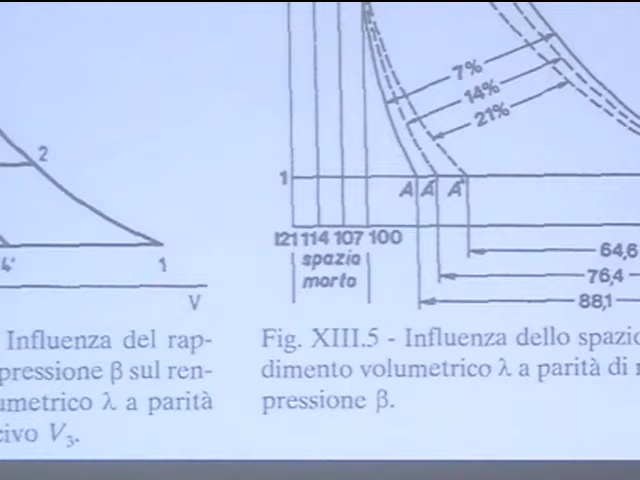 7%
14%
21%
2
1
A A' A"
121 114 107 100
spazio
morto
4'
1
64,6
76,4
88,1
V
Influenza del rap-
pressione β sul ren-
umetrico λ a parità
V₃.
Fig. XIII.5 - Influenza dello spazio
dimento volumetrico λ a parità di
pressione β.